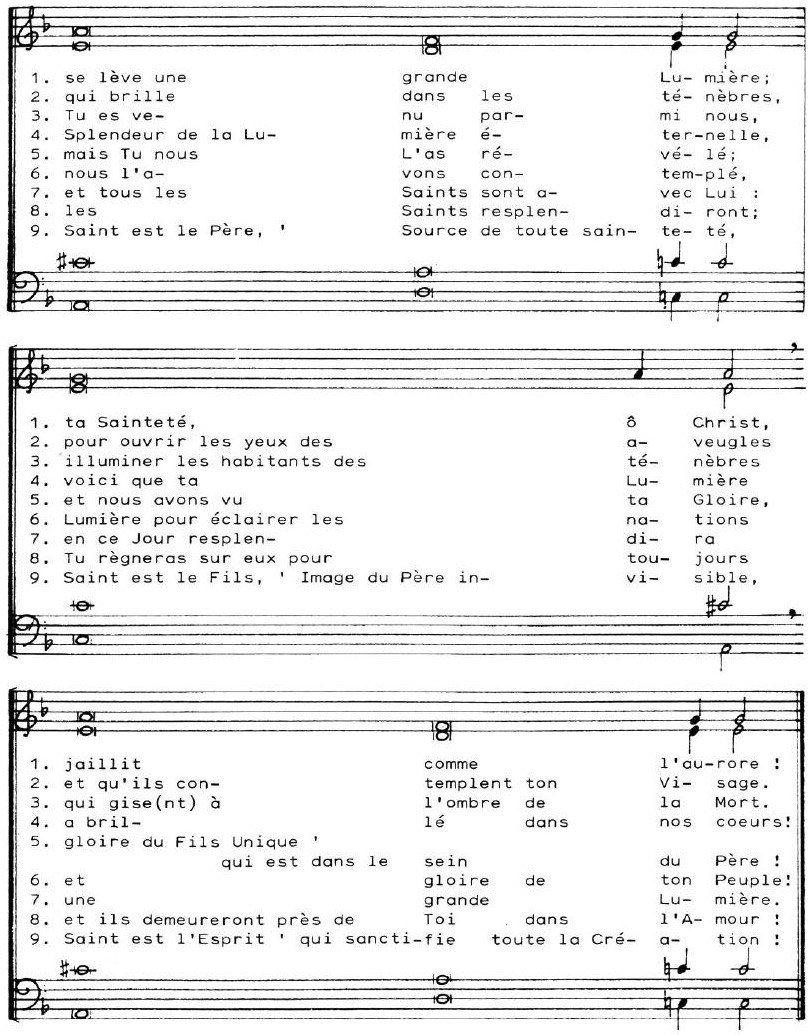 1. se lève une grande Lu- mière;
2. qui brille dans les té- nèbres,
3. Tu es ve- nu par- mi nous,
4. Splendeur de la Lu- mière é- ter-nelle,
5. mais Tu nous L'as ré- vé- lé;
6. nous l'a- vons con- tem-plé,
7. et tous les Saints sont a- vec Lui :
8. les Saints resplen- di- ront;
9. Saint est le Père, ' Source de toute sain- te- té,
1. ta Sainteté, ô Christ,
2. pour ouvrir les yeux des a- veugles
3. illuminer les habitants des té- nèbres
4. voici que ta Lu- mière
5. et nous avons vu ta Gloire,
6. Lumière pour éclairer les na- tions
7. en ce Jour resplen- di- ra
8. Tu règneras sur eux pour tou- jours
9. Saint est le Fils, ' Image du Père in- vi- sible,
1. jaillit comme l'au-rore !
2. et qu'ils con- templent ton Vi- sage.
3. qui gise(nt) à l'ombre de la Mort.
4. a bril- lé dans nos coeurs!
5. gloire du Fils Unique '
qui est dans le sein du Père !
6. et gloire de ton Peuple!
7. une grande Lu- mière.
8. et ils demeureront près de Toi dans l'A- mour !
9. Saint est l'Esprit ' qui sancti-fie toute la Cré- a- tion !